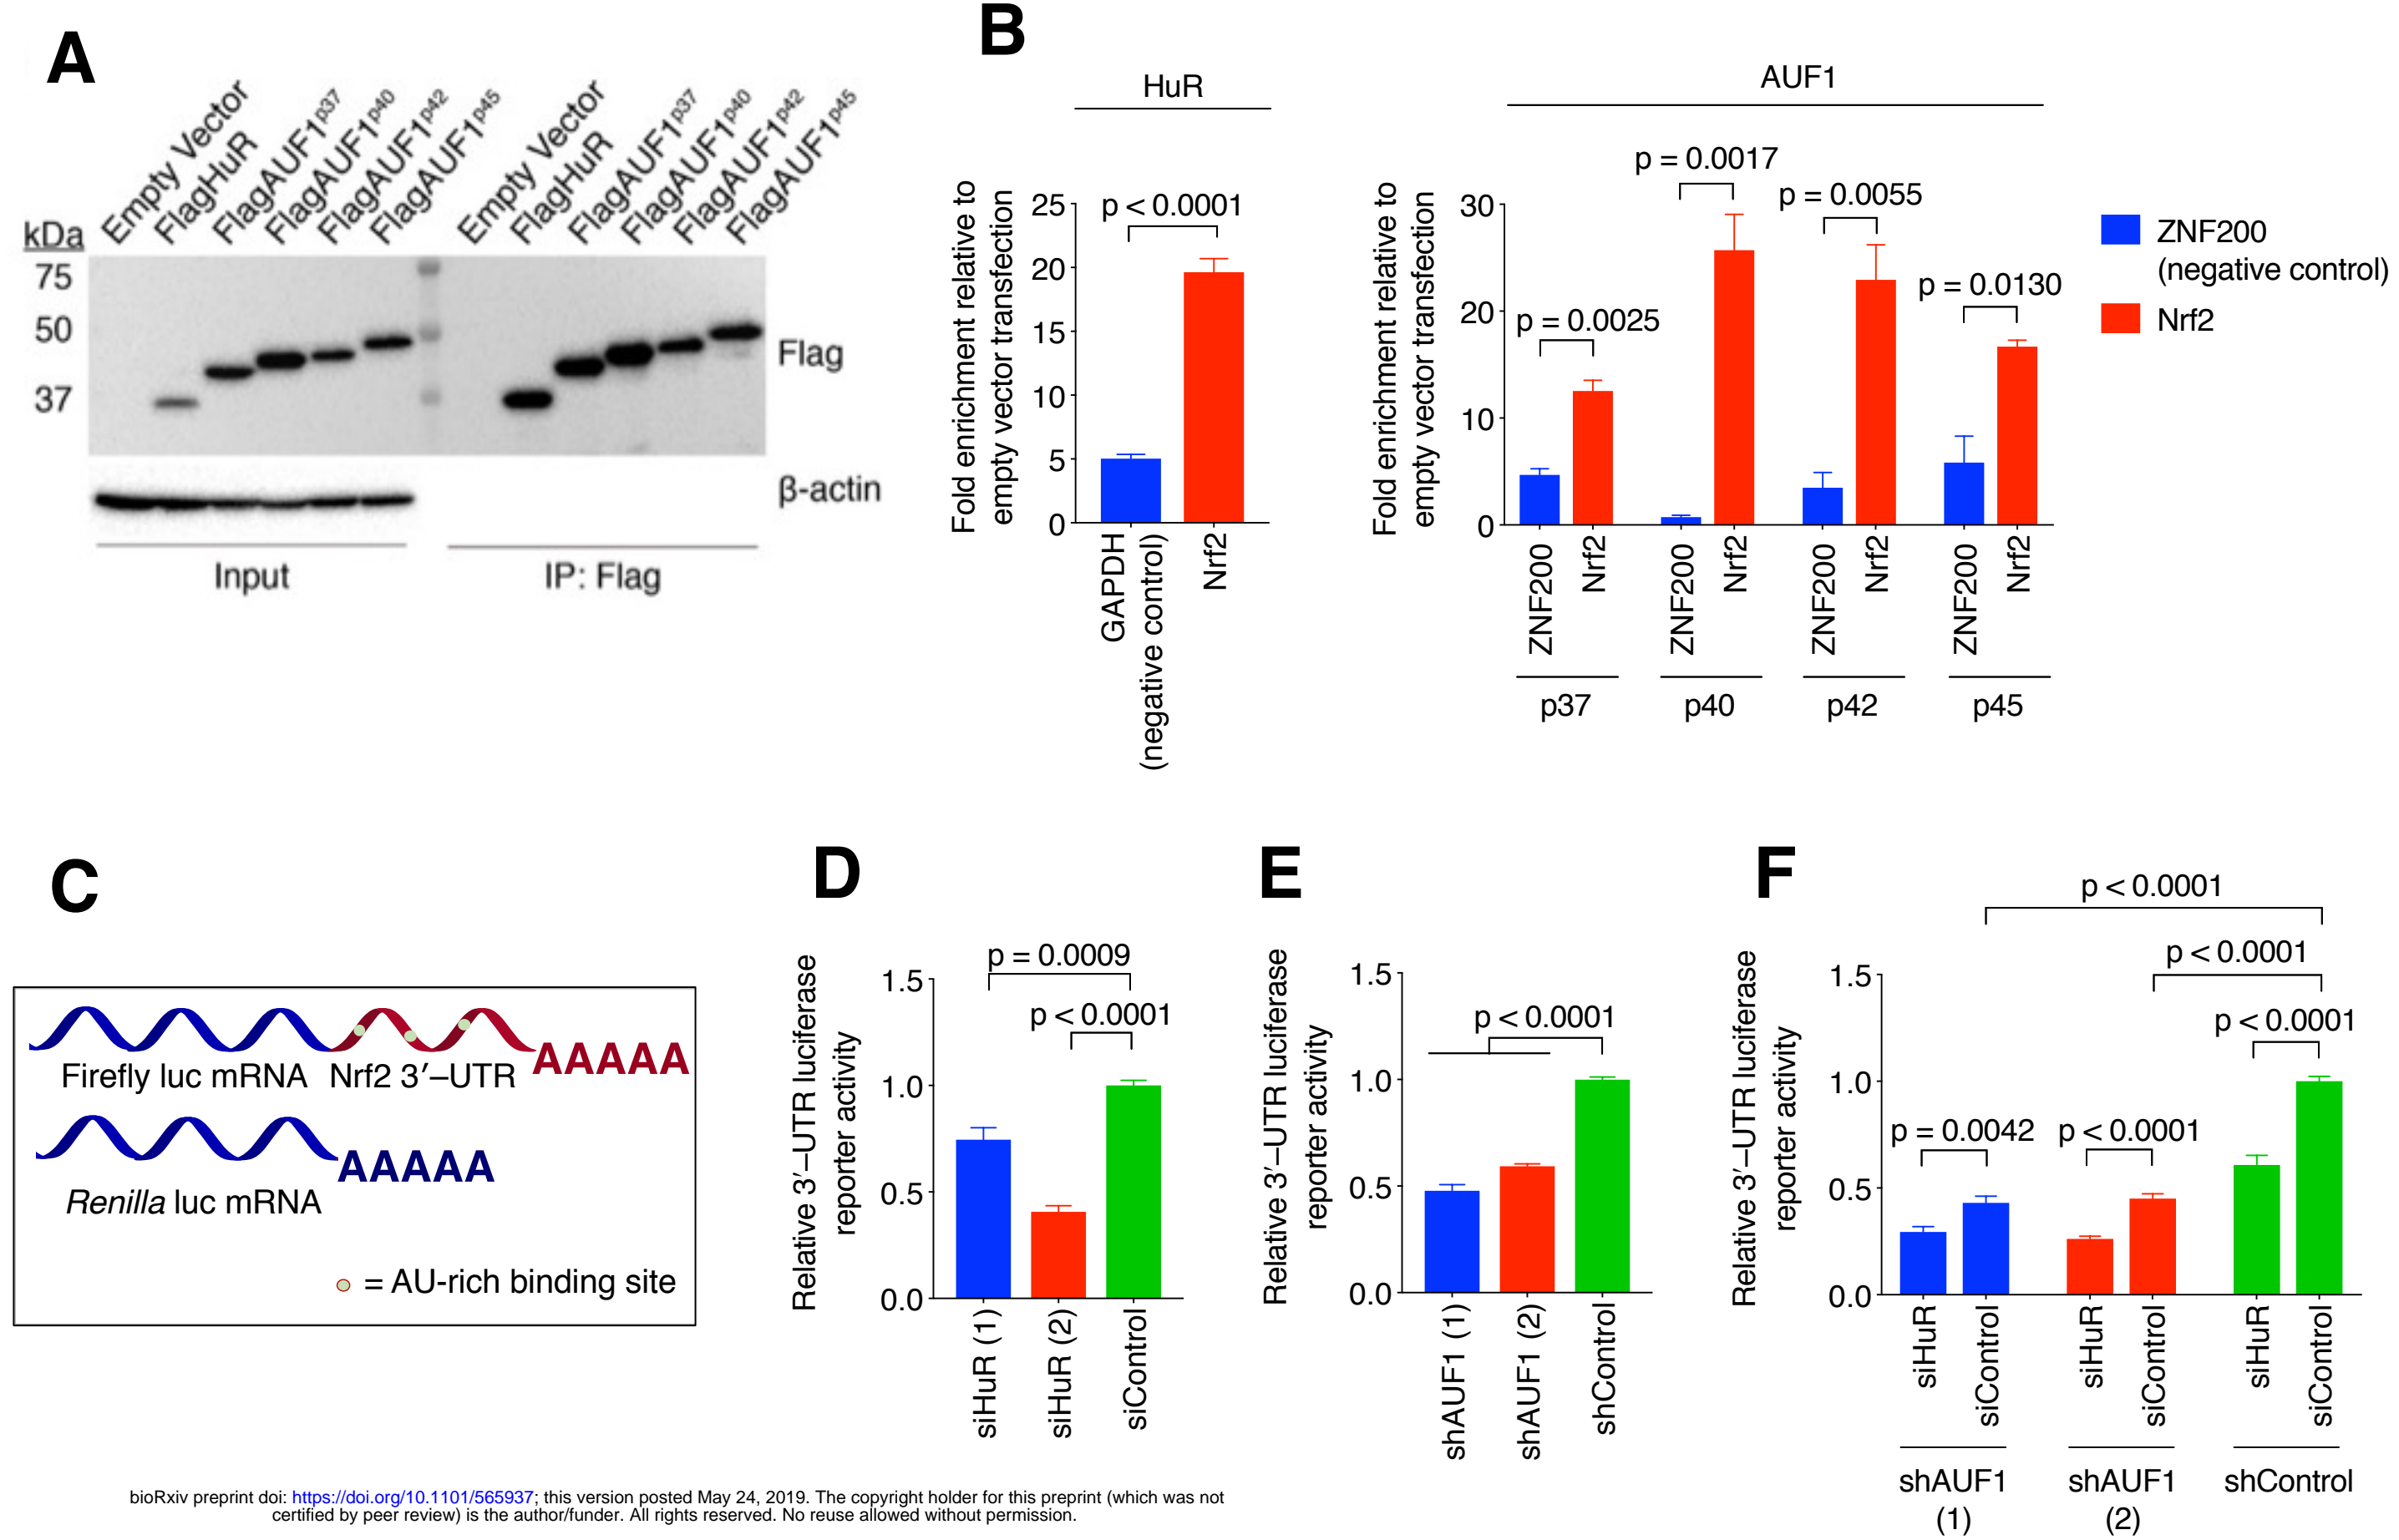 A
Empty Vector
FlagHuR
FlagAUF1p37
FlagAUF1p40
FlagAUF1p42
FlagAUF1p45
Empty Vector
FlagHuR
FlagAUF1p37
FlagAUF1p40
FlagAUF1p42
FlagAUF1p45
kDa
75
50
37
Flag
β-actin
Input
IP: Flag
B
HuR
Fold enrichment relative to
empty vector transfection
25
20
15
10
5
0
p < 0.0001
GAPDH
(negative control)
Nrf2
AUF1
Fold enrichment relative to
empty vector transfection
30
20
10
0
p = 0.0025
p = 0.0017
p = 0.0055
p = 0.0130
ZNF200
Nrf2
ZNF200
Nrf2
ZNF200
Nrf2
ZNF200
Nrf2
p37
p40
p42
p45
ZNF200
(negative control)
Nrf2
C
Firefly luc mRNA
Nrf2 3′–UTR
AAAAA
Renilla luc mRNA
AAAAA
= AU-rich binding site
D
Relative 3′–UTR luciferase
reporter activity
1.5
1.0
0.5
0.0
p = 0.0009
p < 0.0001
siHuR (1)
siHuR (2)
siControl
E
Relative 3′–UTR luciferase
reporter activity
1.5
1.0
0.5
0.0
p < 0.0001
shAUF1 (1)
shAUF1 (2)
shControl
F
Relative 3′–UTR luciferase
reporter activity
1.5
1.0
0.5
0.0
p < 0.0001
p < 0.0001
p < 0.0001
p = 0.0042
p < 0.0001
siHuR
siControl
siHuR
siControl
siHuR
siControl
shAUF1
(1)
shAUF1
(2)
shControl
bioRxiv preprint doi: https://doi.org/10.1101/565937; this version posted May 24, 2019. The copyright holder for this preprint (which was not
certified by peer review) is the author/funder. All rights reserved. No reuse allowed without permission.